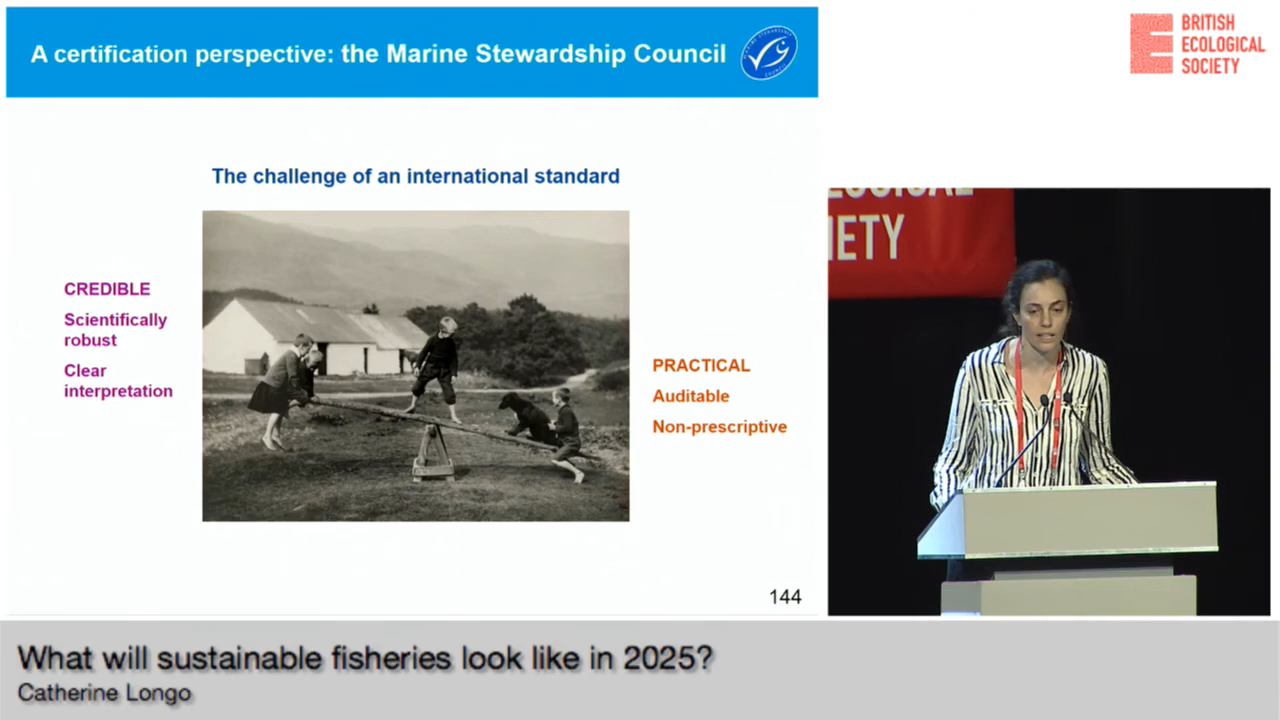 A certification perspective: the Marine Stewardship Council
BRITISH
ECOLOGICAL
SOCIETY
The challenge of an international standard
CREDIBLE
Scientifically
robust
Clear
interpretation
PRACTICAL
Auditable
Non-prescriptive
144
IETY
What will sustainable fisheries look like in 2025?
Catherine Longo